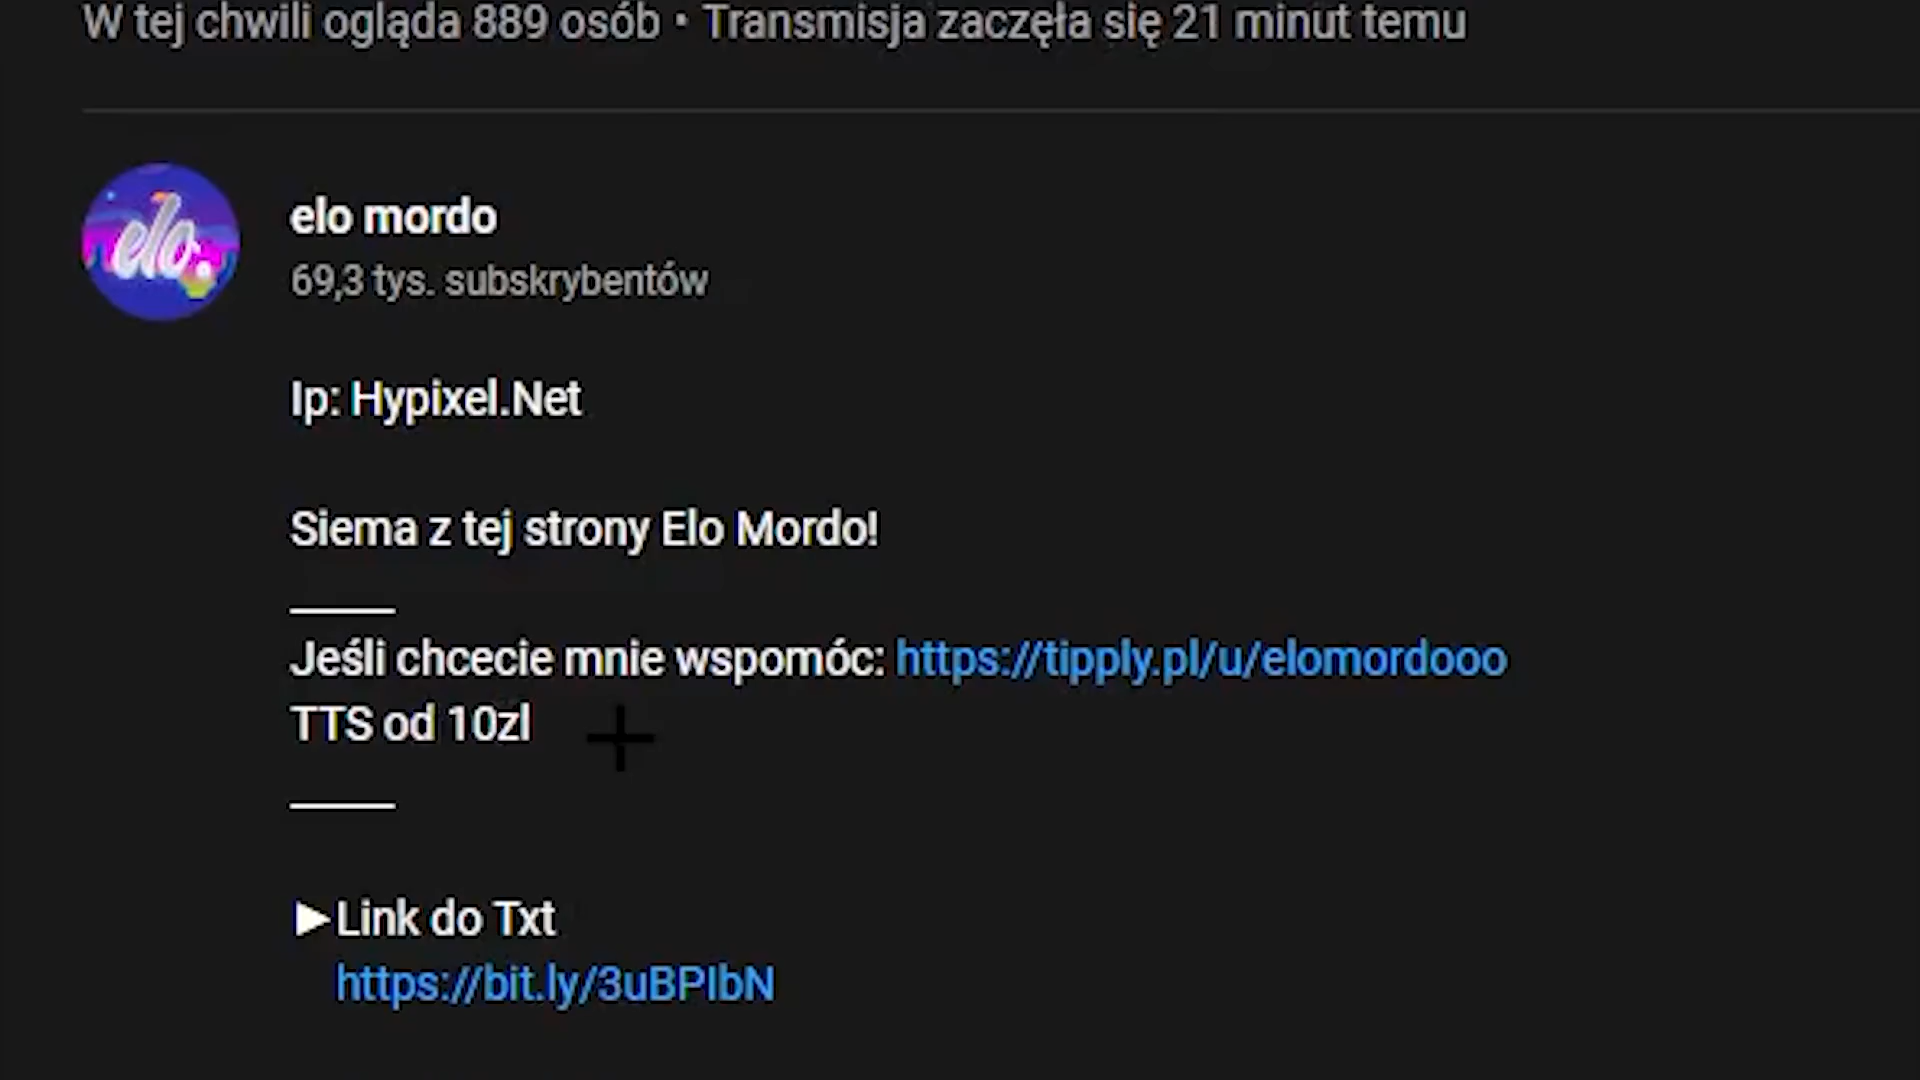 W tej chwili ogląda 889 osób • Transmisja zaczęła się 21 minut temu
elo.
elo mordo
69,3 tys. subskrybentów
Ip: Hypixel.Net
Siema z tej strony Elo Mordo!
Jeśli chcecie mnie wspomóc: https://tipply.pl/u/elomordooo
TTS od 10zl
►Link do Txt
https://bit.ly/3uBPIbN